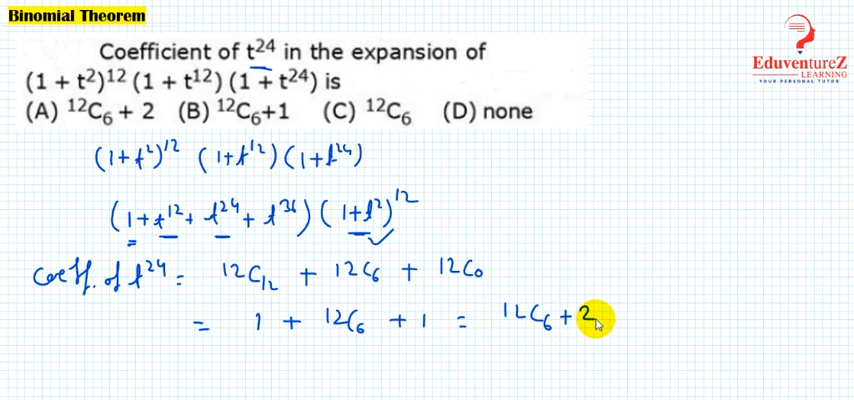 Binomial Theorem
EduventureZ
LEARNING
YOUR PERSONAL TUTOR
Coefficient of t²⁴ in the expansion of
(1 + t²)¹² (1 + t¹²) (1 + t²⁴) is
(A) ¹²C₆ + 2 (B) ¹²C₆+1 (C) ¹²C₆ (D) none
(1+t²)¹² (1+t¹²)(1+t²⁴)
(1+t¹²+t²⁴+t³⁶)(1+t²)¹²
Coeff. of t²⁴ = 12C₁₂ + 12C₆ + 12C₀
= 1 + 12C₆ + 1 = 12C₆ + 2